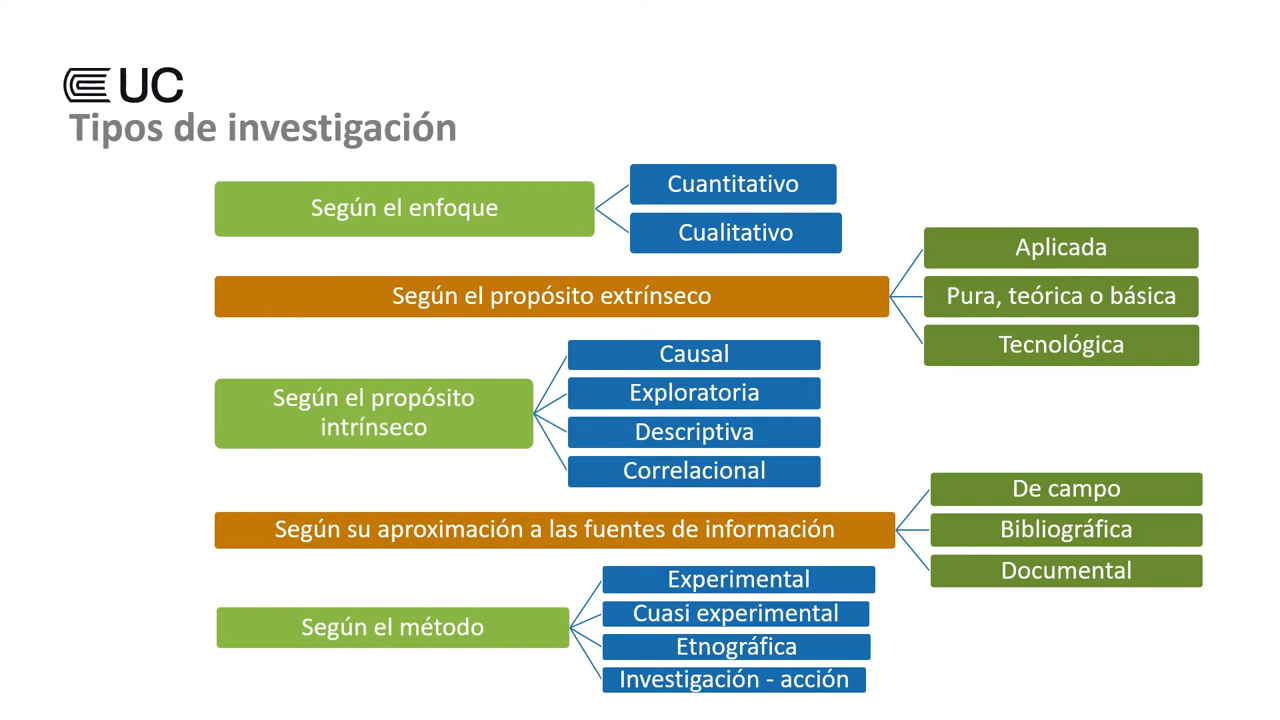 UC
Tipos de investigación
Según el enfoque
Cuantitativo
Cualitativo
Según el propósito extrínseco
Aplicada
Pura, teórica o básica
Tecnológica
Según el propósito
intrínseco
Causal
Exploratoria
Descriptiva
Correlacional
Según su aproximación a las fuentes de información
De campo
Bibliográfica
Documental
Según el método
Experimental
Cuasi experimental
Etnográfica
Investigación - acción